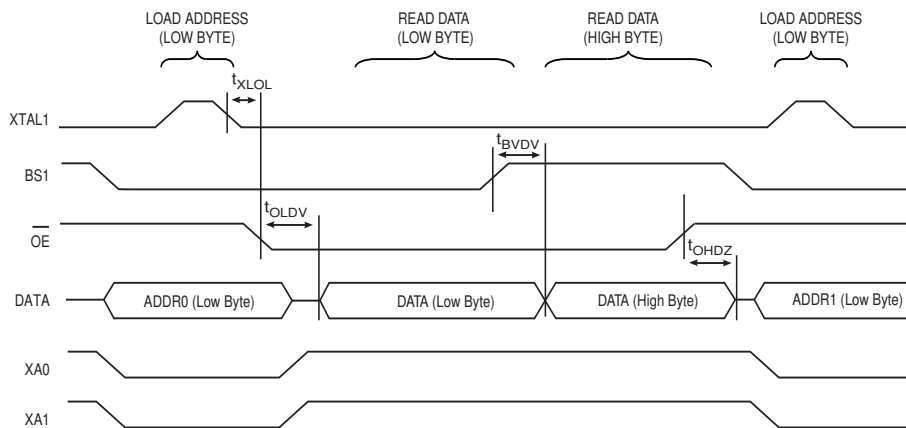 LOAD ADDRESS
(LOW BYTE)
READ DATA
(LOW BYTE)
READ DATA
(HIGH BYTE)
LOAD ADDRESS
(LOW BYTE)
tXLOL
XTAL1
tBVDV
BS1
tOLDV
OE
tOHDZ
DATA
ADDR0 (Low Byte)
DATA (Low Byte)
DATA (High Byte)
ADDR1 (Low Byte)
XA0
XA1